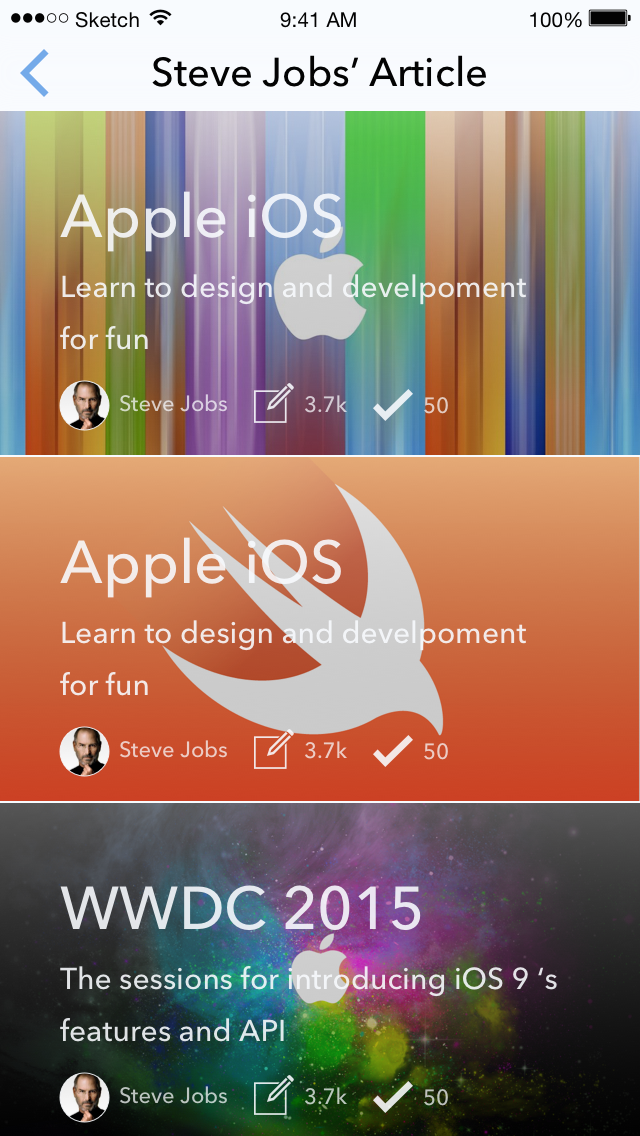 Sketch 9:41 AM 100%
Steve Jobs’ Article
Apple iOS
Learn to design and develpoment
for fun
Steve Jobs 3.7k 50
Apple iOS
Learn to design and develpoment
for fun
Steve Jobs 3.7k 50
WWDC 2015
The sessions for introducing iOS 9 ‘s
features and API
Steve Jobs 3.7k 50